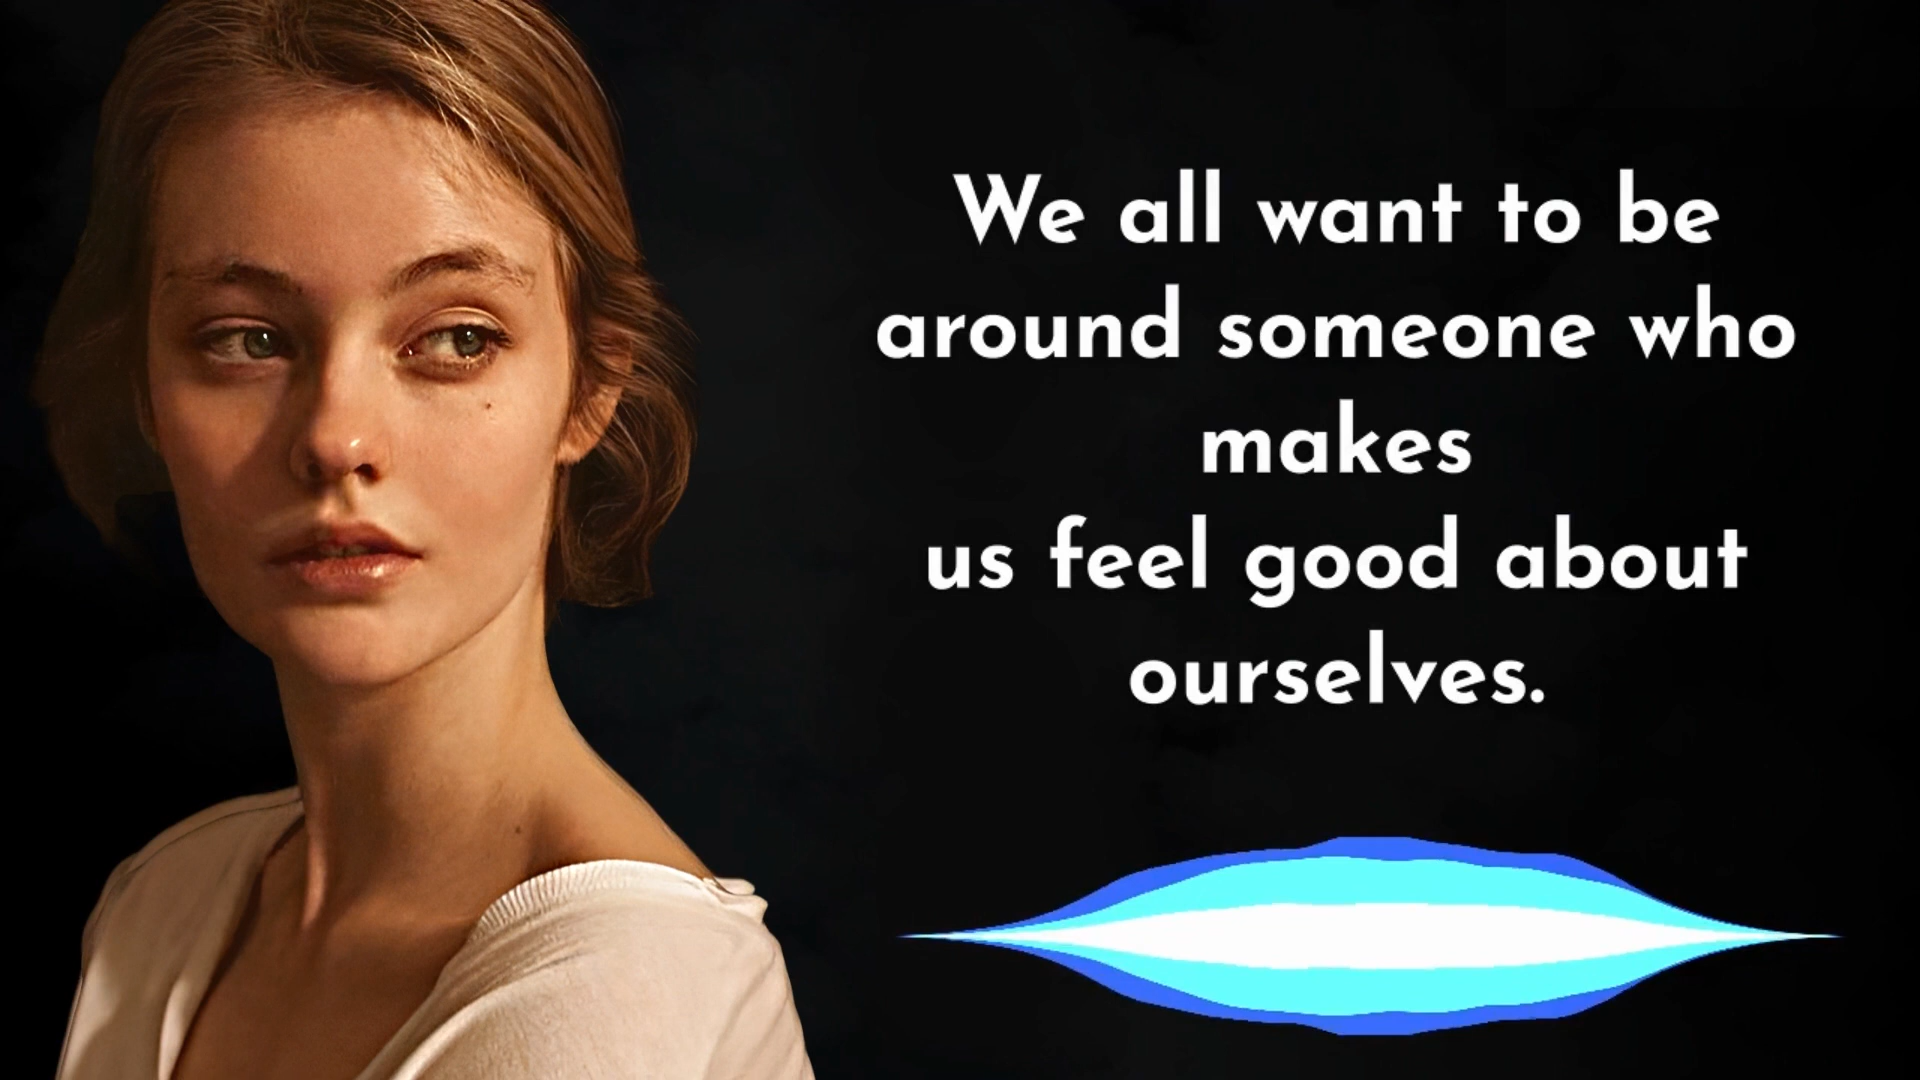 We all want to be
around someone who
makes
us feel good about
ourselves.